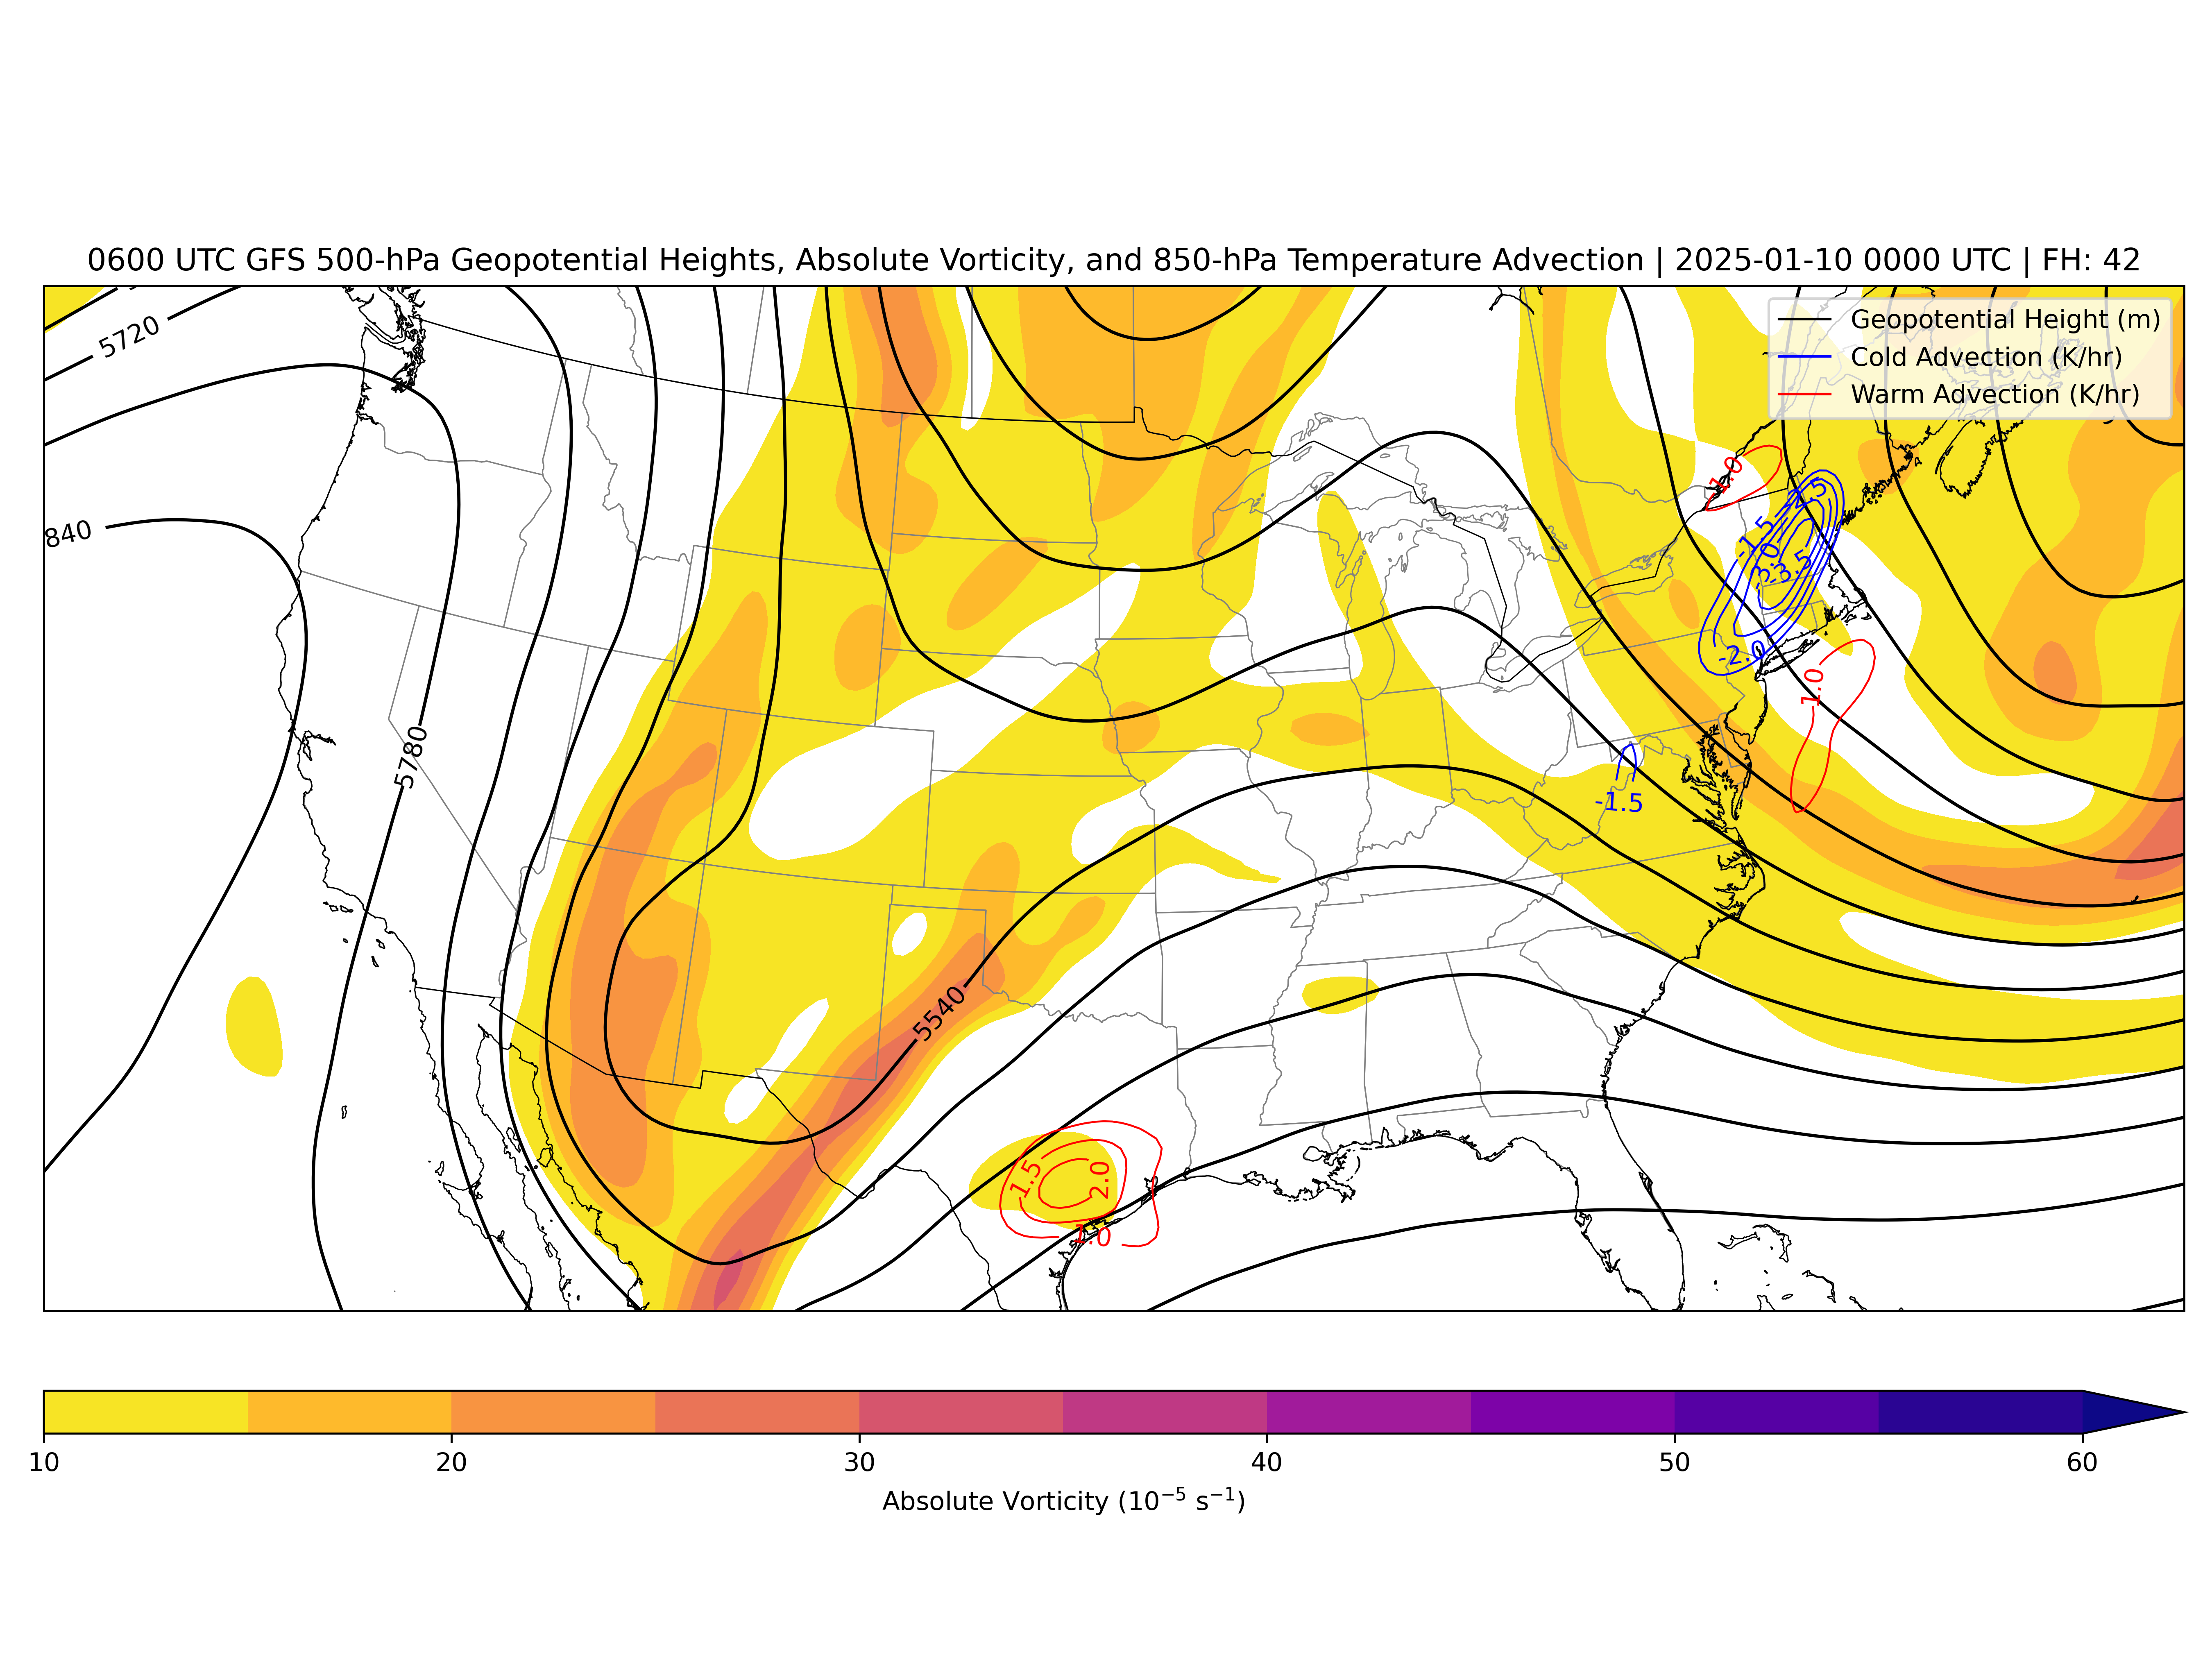 0600 UTC GFS 500-hPa Geopotential Heights, Absolute Vorticity, and 850-hPa Temperature Advection | 2025-01-10 0000 UTC | FH: 42
5720
Geopotential Height (m)
Cold Advection (K/hr)
Warm Advection (K/hr)
1.0
-2.5
-1.5
840
-3.0
-3.5
-2.0
1.0
5780
-1.5
5540
1.5
2.0
1.0
10 20 30 40 50 60
Absolute Vorticity (10⁻⁵ s⁻¹)